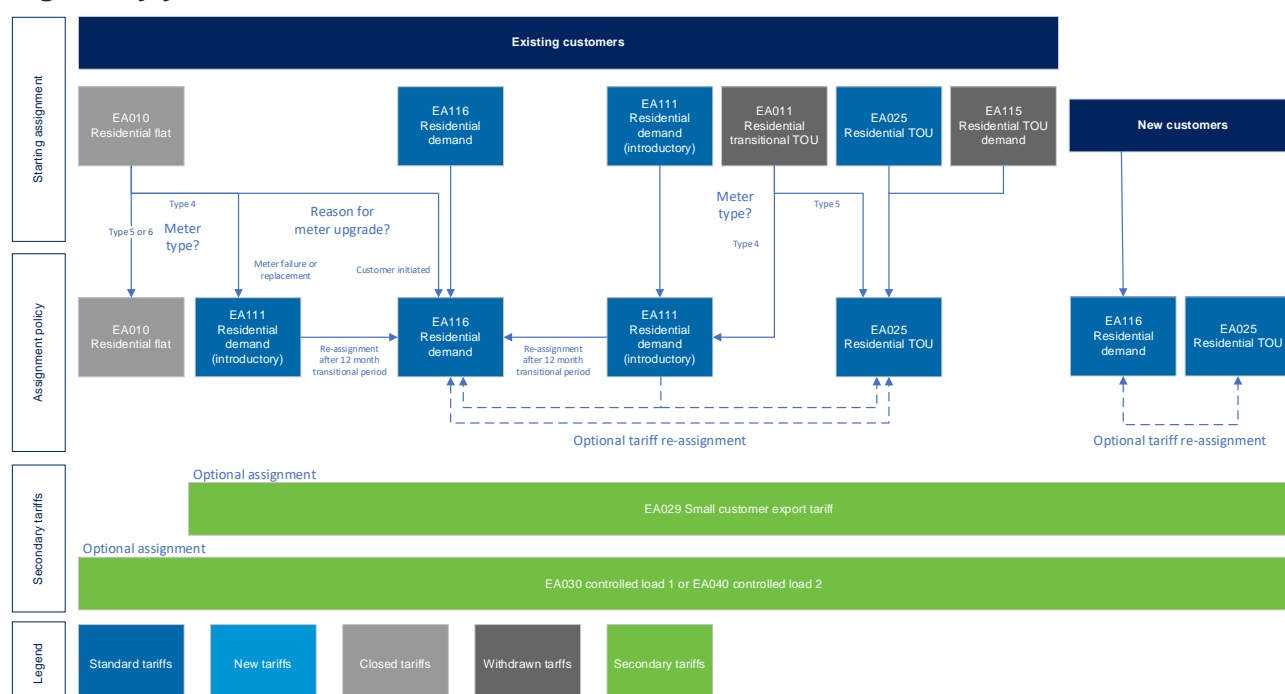 Existing customers
Starting assignment
EA010
Residential flat
EA116
Residential
demand
EA111
Residential
demand
(introductory)
EA011
Residential
transitional TOU
EA025
Residential TOU
EA115
Residential TOU
demand
New customers
Type 4
Type 5 or 6
Meter
type?
Reason for
meter upgrade?
Meter failure or
replacement
Customer initiated
Meter
type?
Type 5
Type 4
Assignment policy
EA010
Residential flat
EA111
Residential
demand
(introductory)
Re-assignment
after 12 month
transitional period
EA116
Residential
demand
Re-assignment
after 12 month
transitional period
EA111
Residential
demand
(introductory)
EA025
Residential TOU
EA116
Residential
demand
EA025
Residential TOU
Optional tariff re-assignment
Optional tariff re-assignment
Secondary tariffs
Optional assignment
EA029 Small customer export tariff
Optional assignment
EA030 controlled load 1 or EA040 controlled load 2
Legend
Standard tariffs
New tariffs
Closed tariffs
Withdrawn tariffs
Secondary tariffs